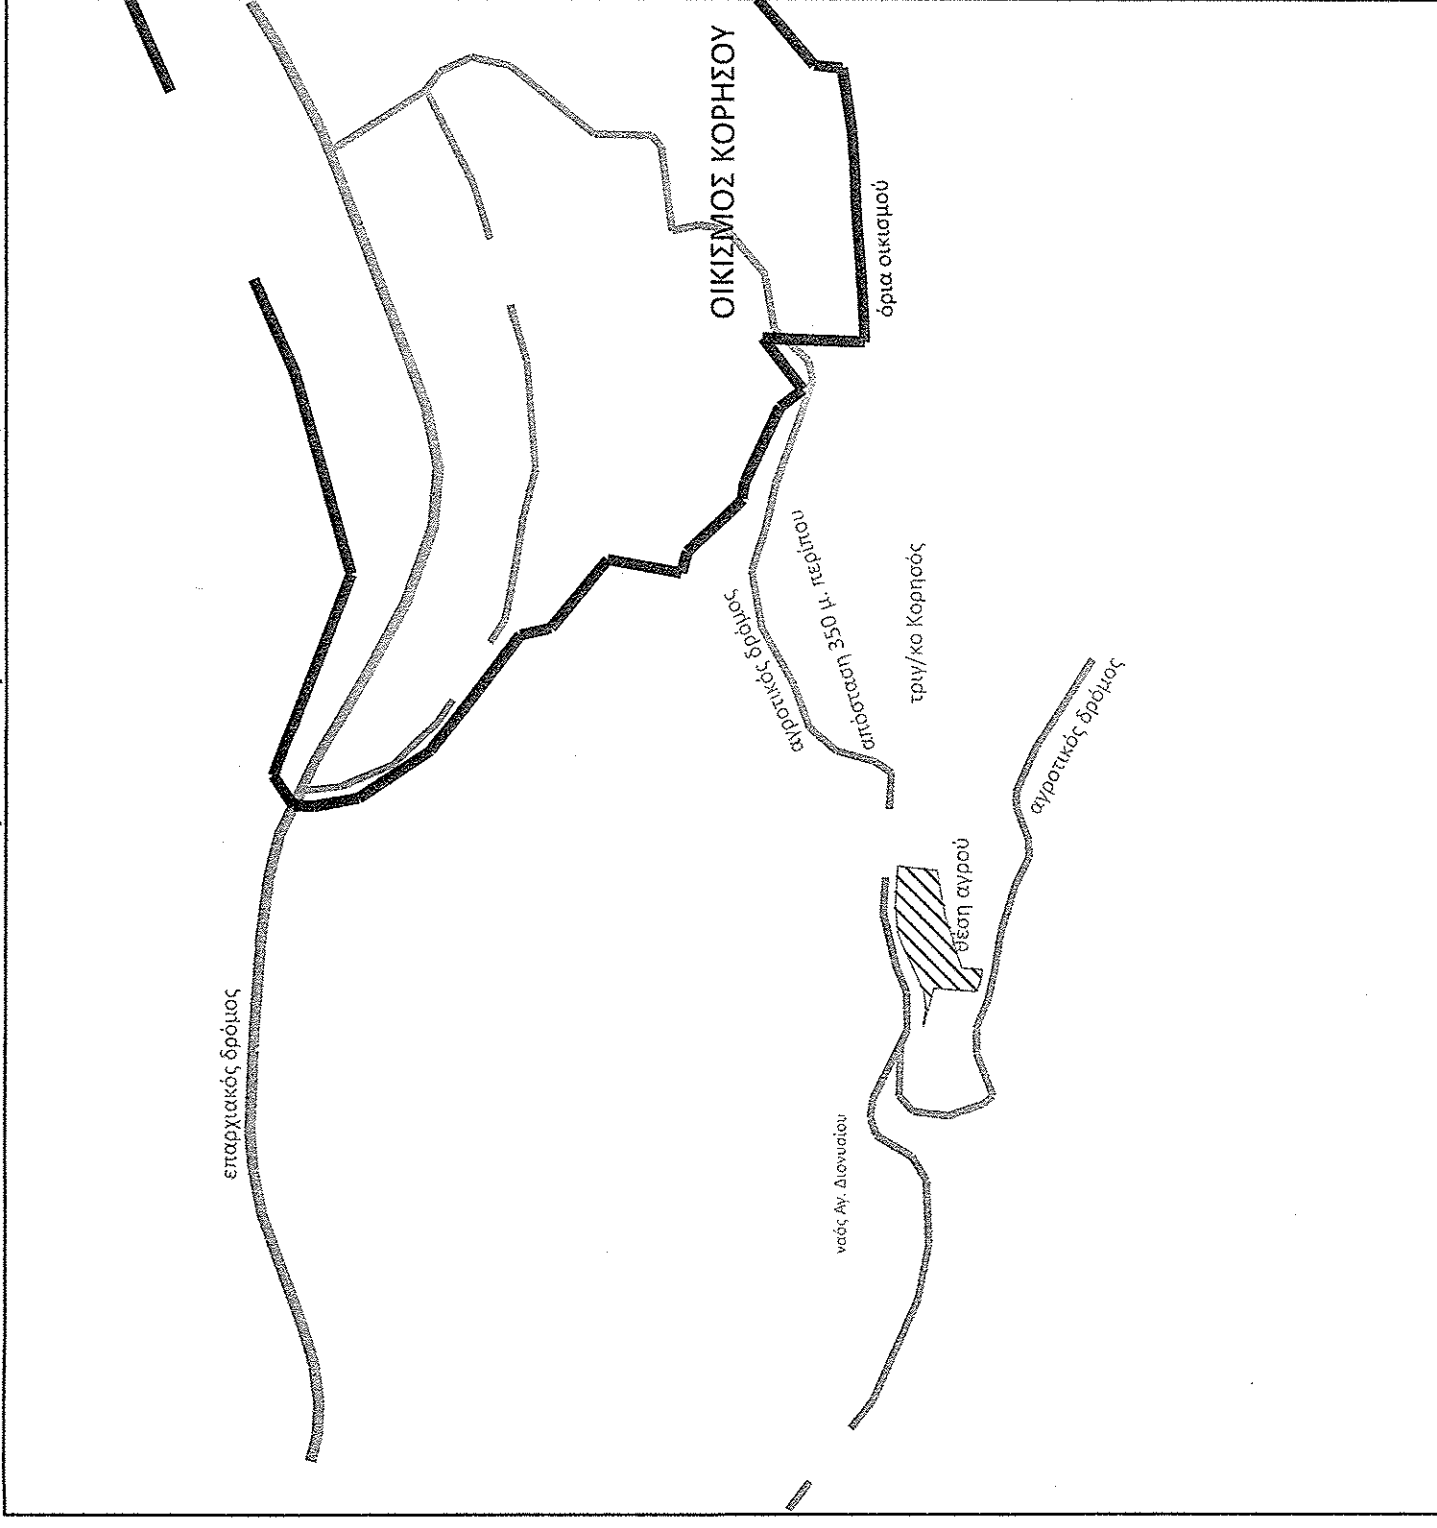 επαρχιακός δρόμος
ΟΙΚΙΣΜΟΣ ΚΟΡΗΣΟΥ
όρια οικισμού
αγροτικός δρόμος
απόσταση 350 μ. περίπου
τριγ/κο Κορησός
ναός Αγ. Διονυσίου
θέση αγρού
αγροτικός δρόμος